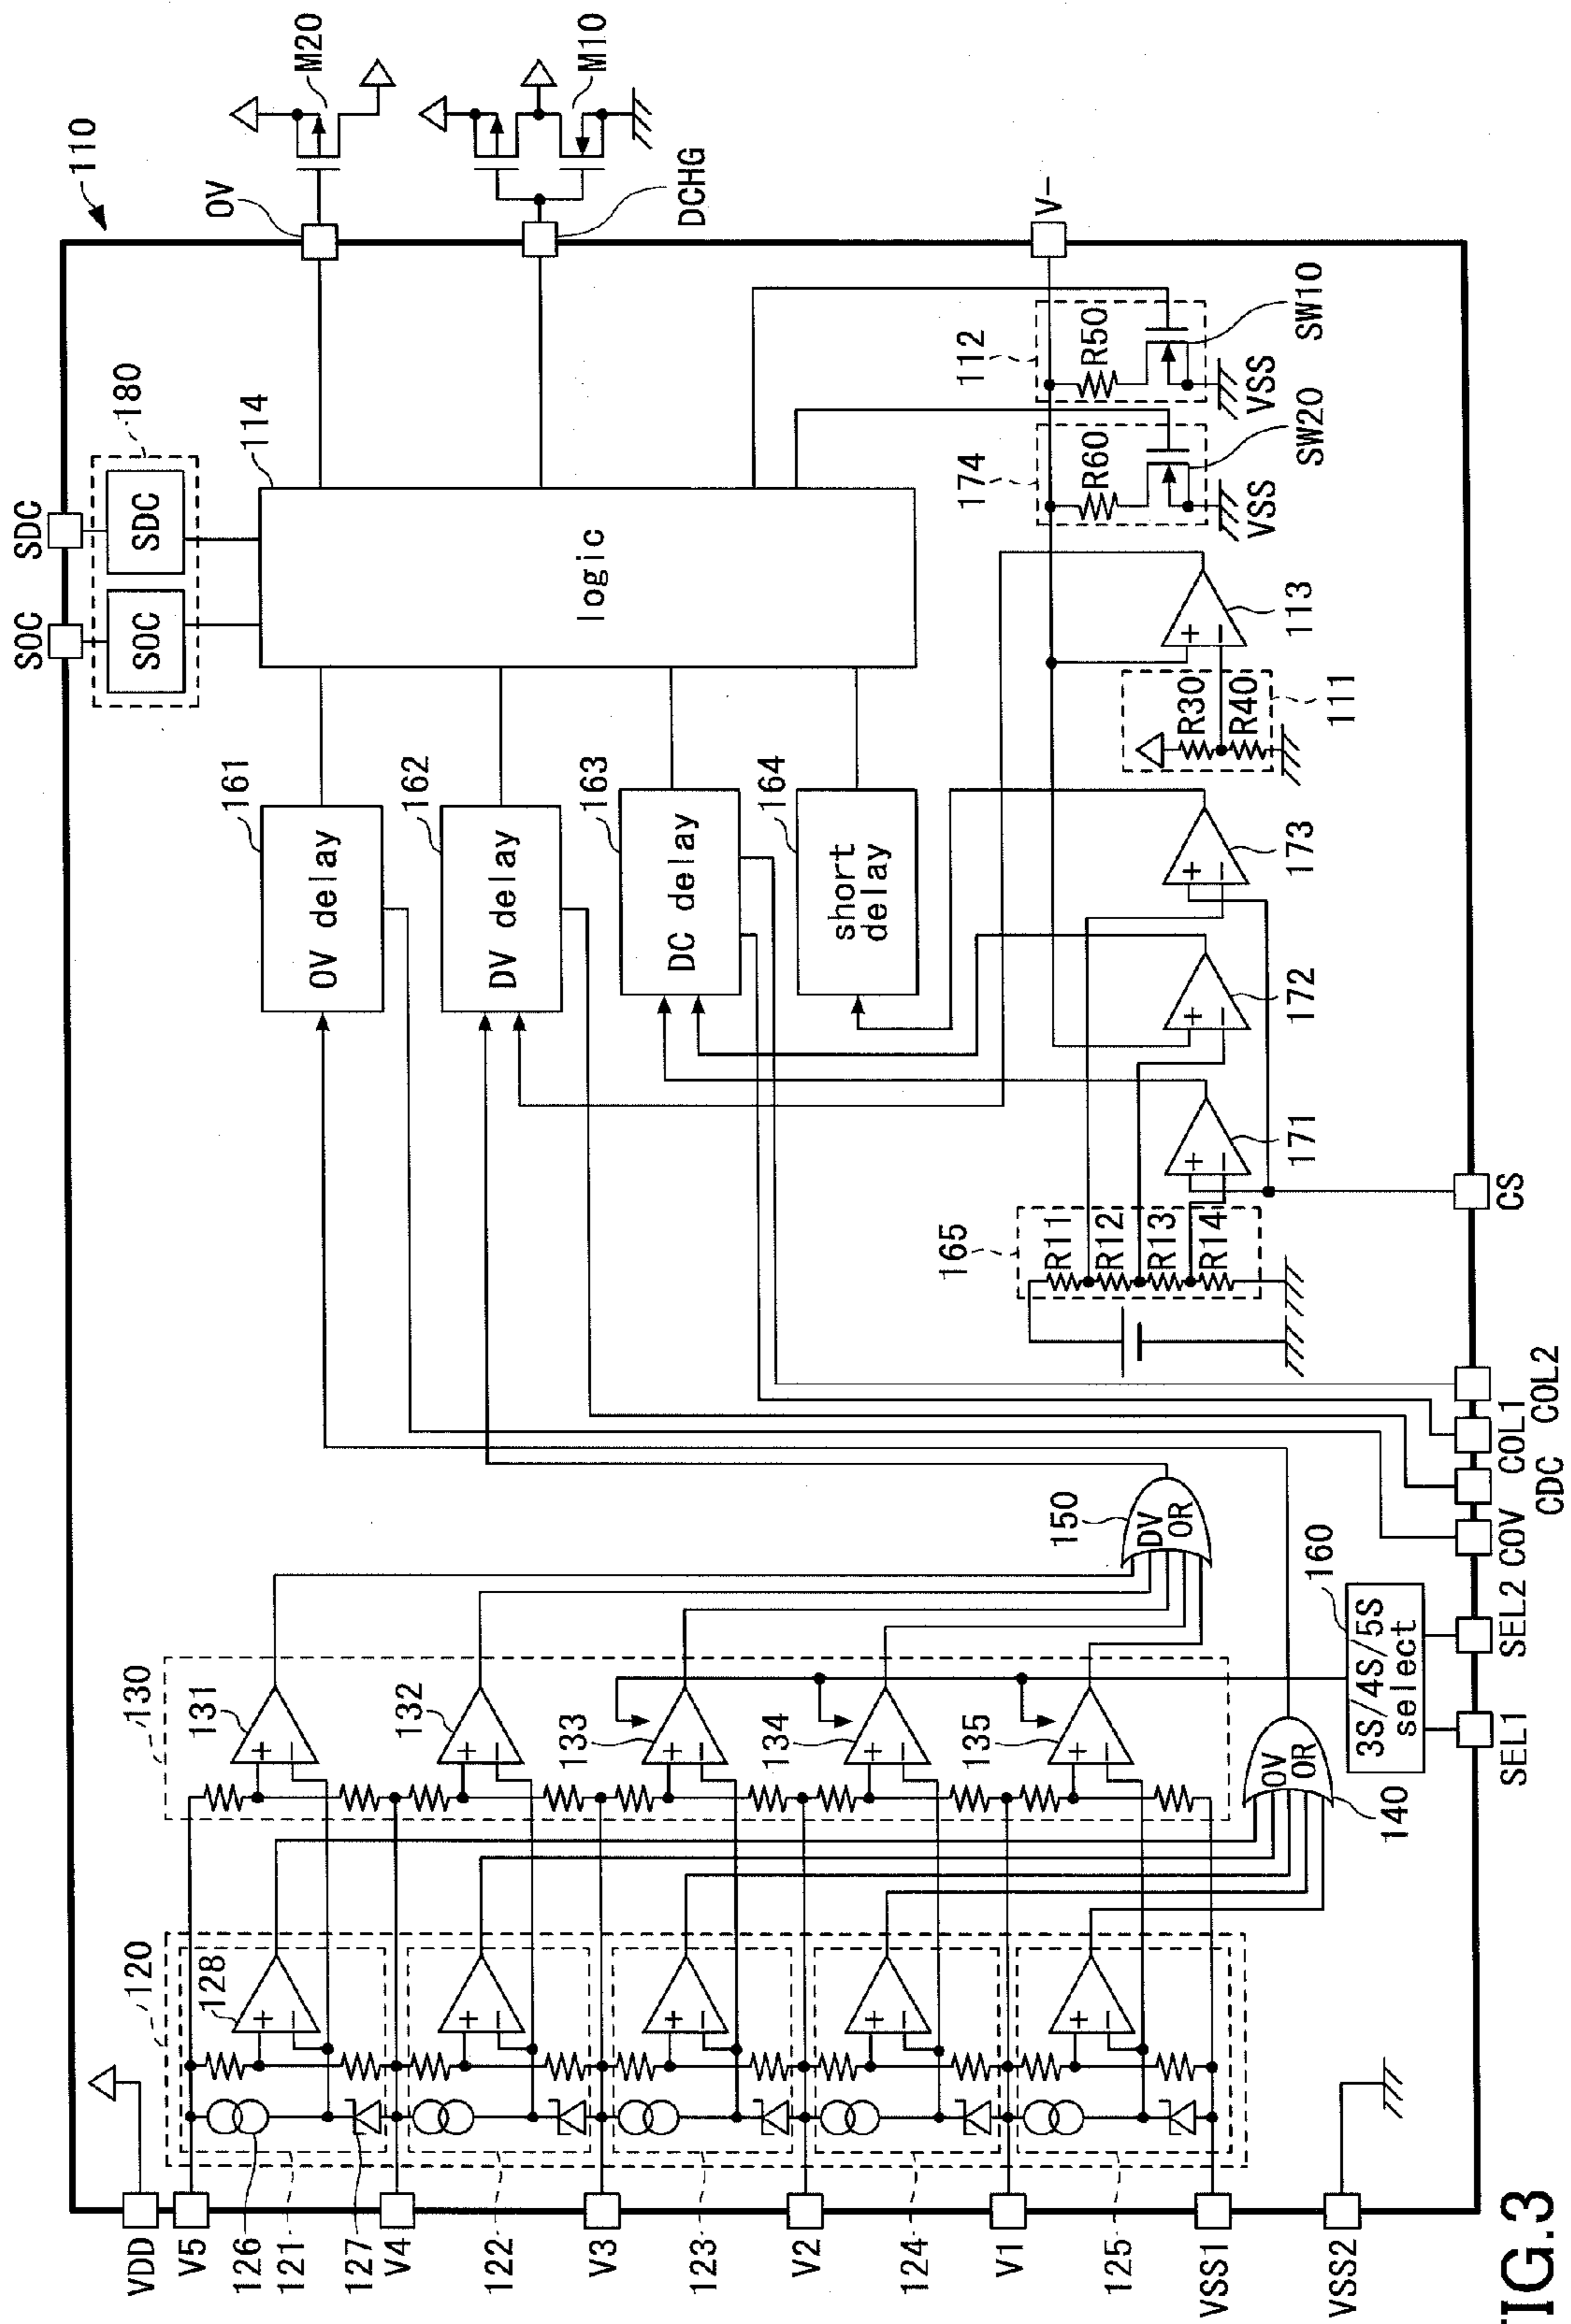 FIG.3
110
SOC
SDC
180
SOC
SDC
OV
M20
M10
DCHG
V-
114
logic
161
OV delay
162
DV delay
163
DC delay
164
short
delay
112
R50
SW10
VSS
174
R60
SW20
VSS
113
+
−
111
R30
R40
173
+
−
172
+
−
171
+
−
165
R11
R12
R13
R14
CS
COL2
COL1
CDC
COV
SEL2
SEL1
160
3S/4S/5S
select
150
DV
OR
140
OV
OR
130
131
+
−
132
+
−
133
+
−
134
+
−
135
+
−
120
128
+
−
+
−
+
−
+
−
+
−
VDD
V5
126
121
127
V4
122
V3
123
V2
124
V1
125
VSS1
VSS2